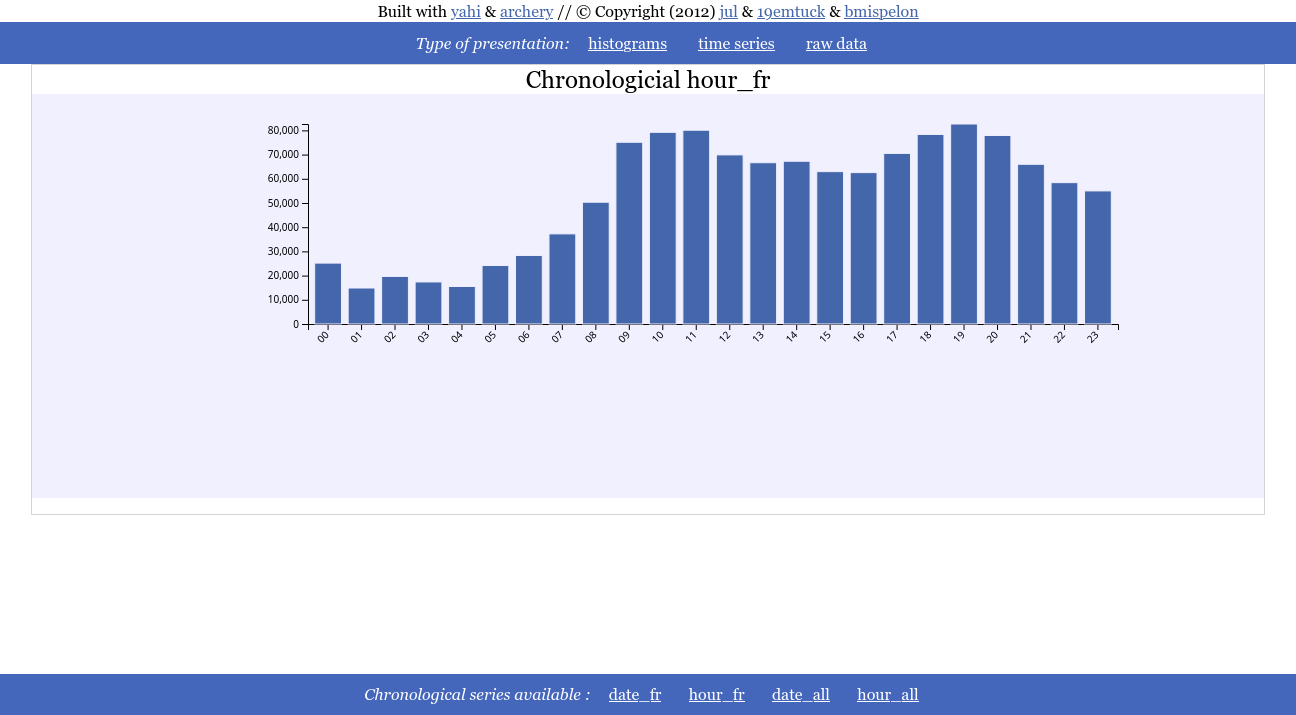 Built with yahi & archery // © Copyright (2012) jul & 19emtuck & bmispelon
Type of presentation: histograms time series raw data
Chronologicial hour_fr
80,000
70,000
60,000
50,000
40,000
30,000
20,000
10,000
0
00 01 02 03 04 05 06 07 08 09 10 11 12 13 14 15 16 17 18 19 20 21 22 23
Chronological series available : date_fr hour_fr date_all hour_all